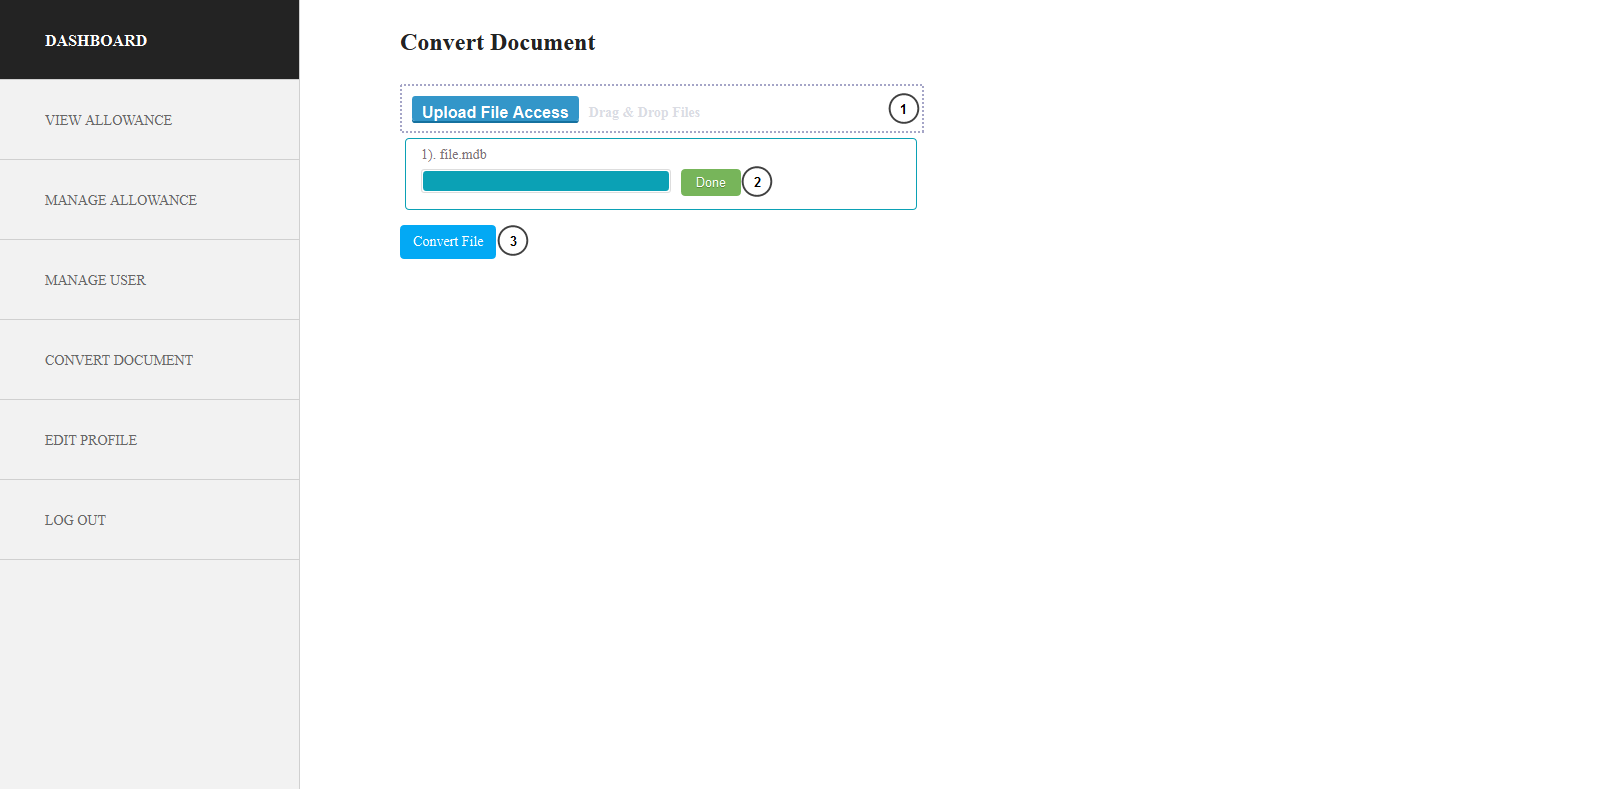 DASHBOARD
VIEW ALLOWANCE
MANAGE ALLOWANCE
MANAGE USER
CONVERT DOCUMENT
EDIT PROFILE
LOG OUT
Convert Document
Upload File Access Drag & Drop Files 1
1). file.mdb
Done 2
Convert File 3